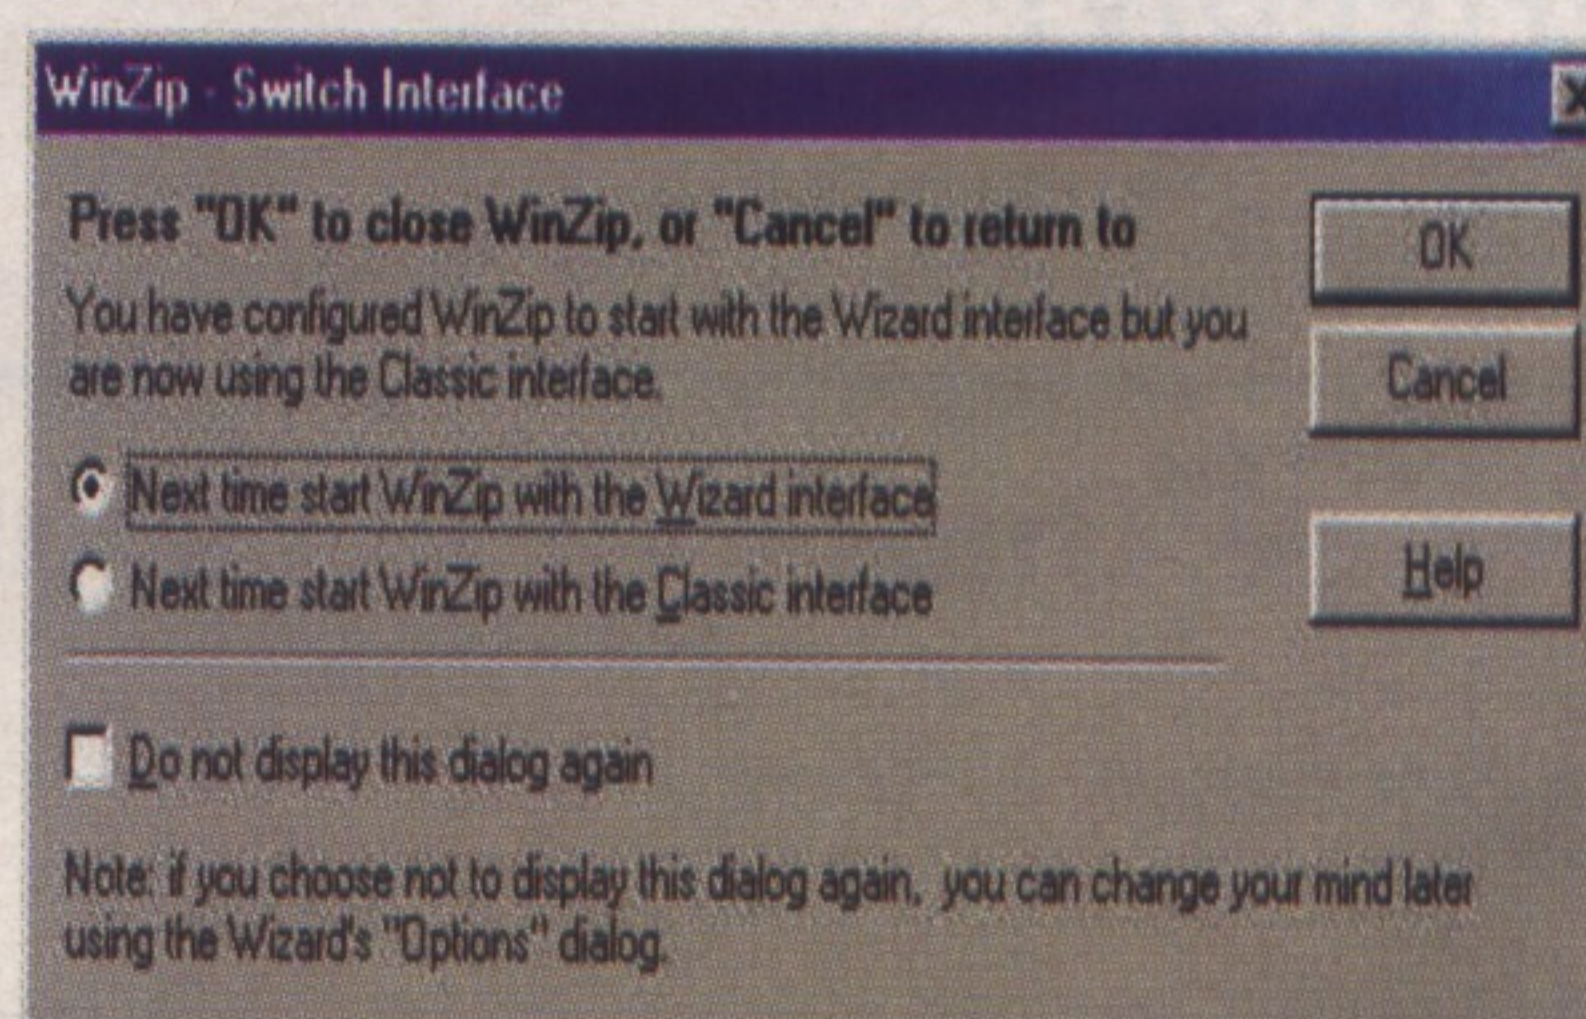 WinZip - Switch Interface
Press "OK" to close WinZip, or "Cancel" to return to
OK
You have configured WinZip to start with the Wizard interface but you
are now using the Classic interface.
Cancel
Next time start WinZip with the Wizard interface
Next time start WinZip with the Classic interface
Help
Do not display this dialog again
Note: if you choose not to display this dialog again, you can change your mind later
using the Wizard's "Options" dialog.